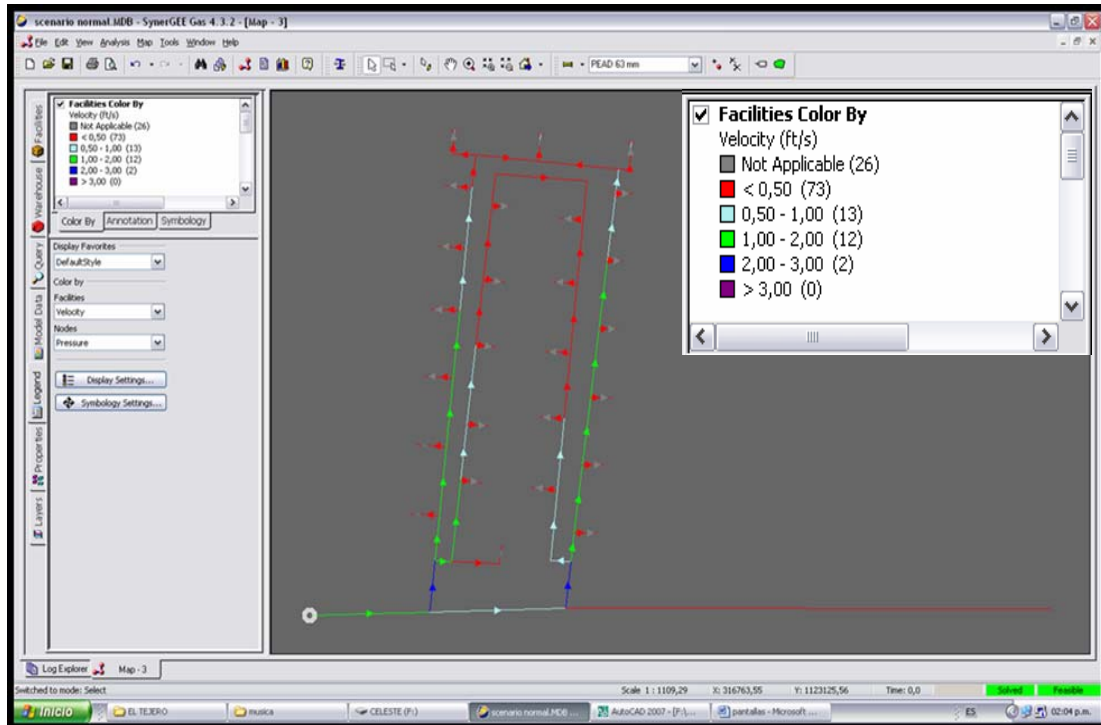 scenario normal.MDB - SynerGEE Gas 4.3.2 - [Map - 3]
File Edit View Analysis Map Tools Window Help
PEAD 63 mm
Facilities
Warehouse
Query
Model Data
Legend
Properties
Layers
Facilities Color By
Velocity (ft/s)
Not Applicable (26)
< 0,50 (73)
0,50 - 1,00 (13)
1,00 - 2,00 (12)
2,00 - 3,00 (2)
> 3,00 (0)
Color By Annotation Symbology
Display Favorites
DefaultStyle
Color by
Facilities
Velocity
Nodes
Pressure
Display Settings...
Symbology Settings...
Facilities Color By
Velocity (ft/s)
Not Applicable (26)
< 0,50 (73)
0,50 - 1,00 (13)
1,00 - 2,00 (12)
2,00 - 3,00 (2)
> 3,00 (0)
Log Explorer Map - 3
Switched to mode: Select Scale 1 : 1109,29 X: 316763,55 Y: 1123125,56 Time: 0,0 Solved Feasible
Inicio EL TEJERO musica CELESTE (F:) scenario normal.MDB ... AutoCAD 2007 - [F:\... pantallas - Microsoft ... ES 02:04 p.m.